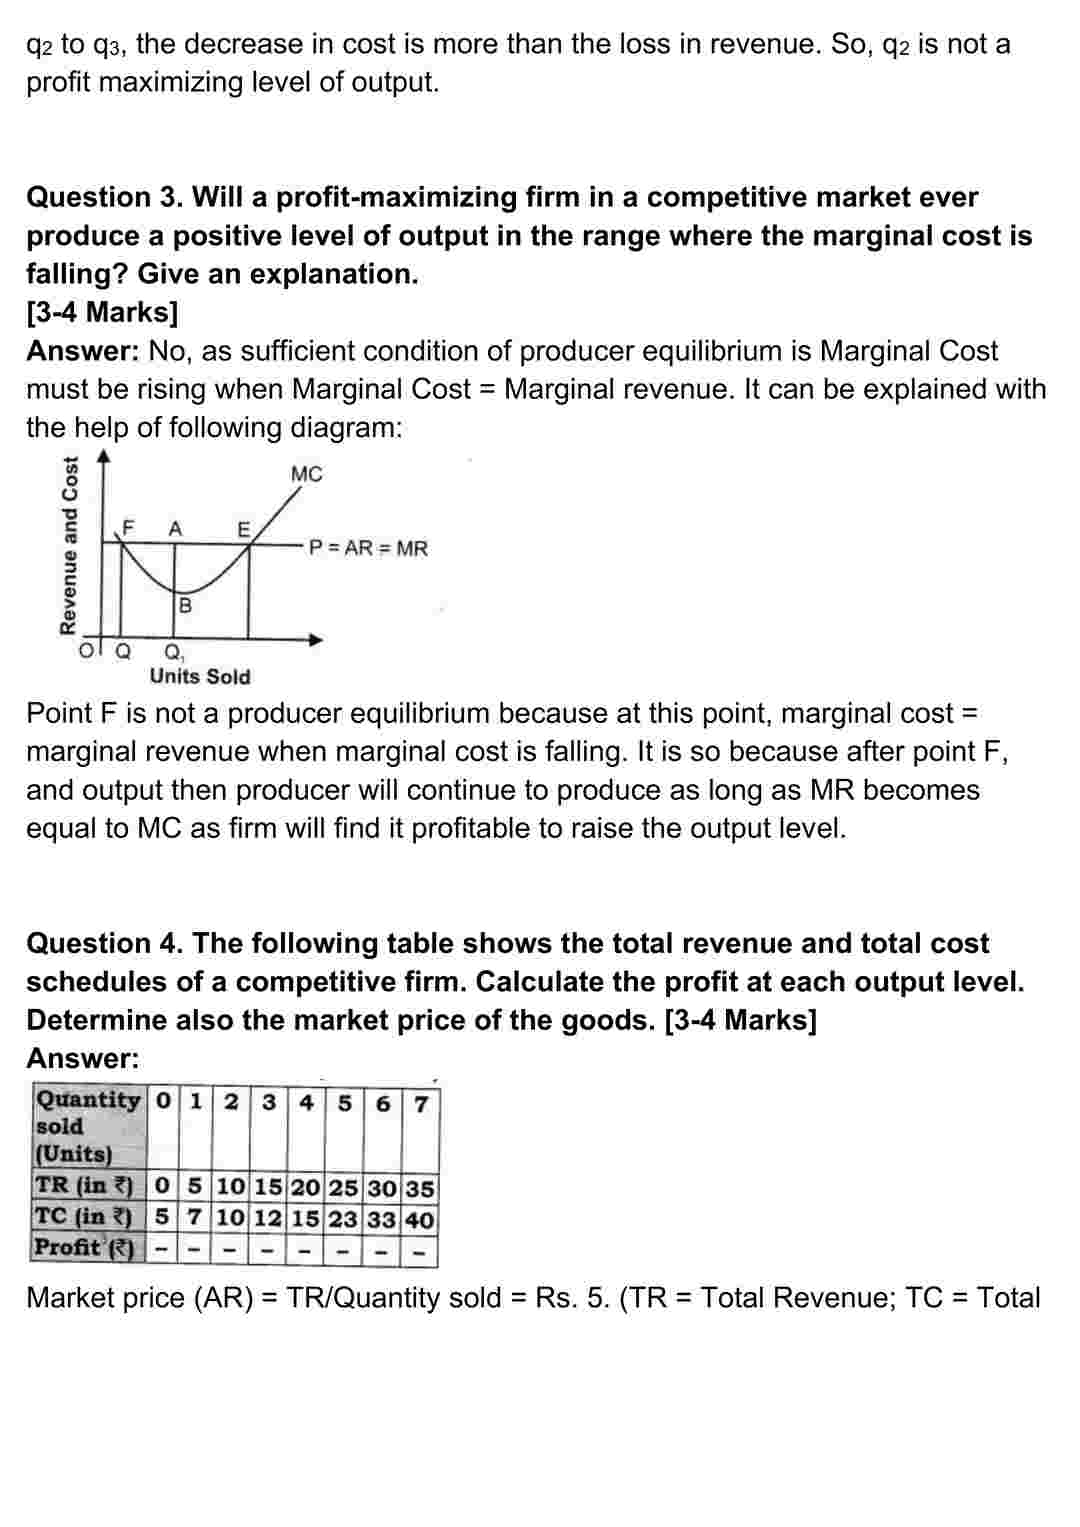 q2 to q3, the decrease in cost is more than the loss in revenue. So, q2 is not a
profit maximizing level of output.
Question 3. Will a profit-maximizing firm in a competitive market ever
produce a positive level of output in the range where the marginal cost is
falling? Give an explanation.
[3-4 Marks]
Answer: No, as sufficient condition of producer equilibrium is Marginal Cost
must be rising when Marginal Cost = Marginal revenue. It can be explained with
the help of following diagram:
Revenue and Cost
MC
F A E
P = AR = MR
B
O Q Q1
Units Sold
Point F is not a producer equilibrium because at this point, marginal cost =
marginal revenue when marginal cost is falling. It is so because after point F,
and output then producer will continue to produce as long as MR becomes
equal to MC as firm will find it profitable to raise the output level.
Question 4. The following table shows the total revenue and total cost
schedules of a competitive firm. Calculate the profit at each output level.
Determine also the market price of the goods. [3-4 Marks]
Answer:
Quantity 0 1 2 3 4 5 6 7
sold
(Units)
TR (in ₹) 0 5 10 15 20 25 30 35
TC (in ₹) 5 7 10 12 15 23 33 40
Profit (₹) – – – – – – – –
Market price (AR) = TR/Quantity sold = Rs. 5. (TR = Total Revenue; TC = Total